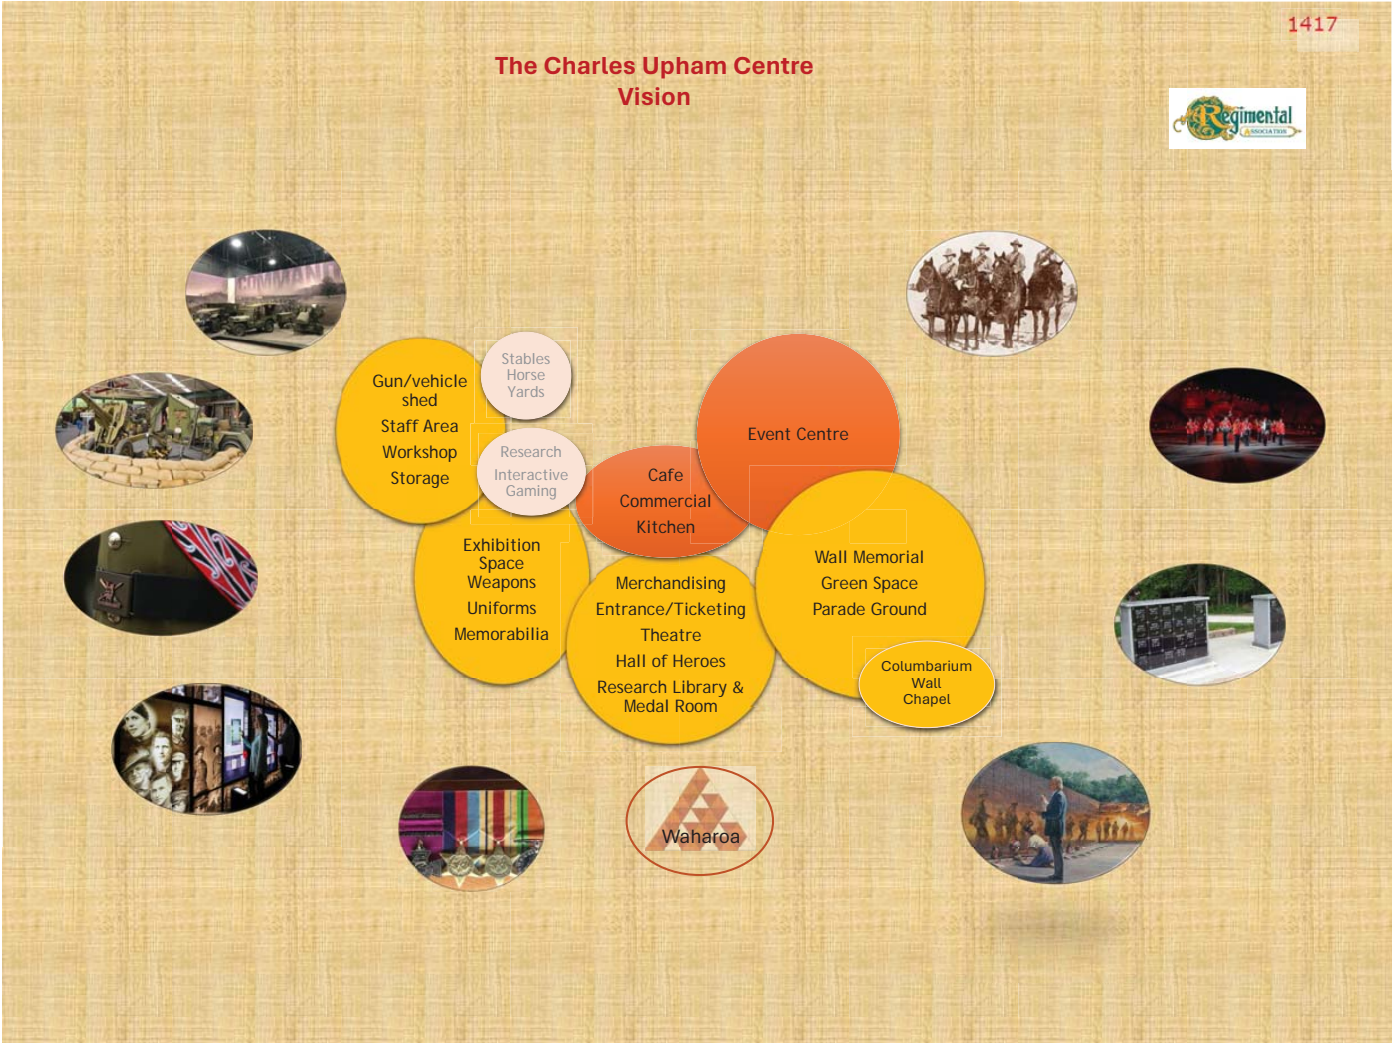 1417
The Charles Upham Centre
Vision
Regimental
ASSOCIATION
COMMAND
Stables
Horse
Yards
Gun/vehicle
shed
Staff Area
Workshop
Storage
Research
Interactive
Gaming
Event Centre
Cafe
Commercial
Kitchen
Exhibition
Space
Weapons
Uniforms
Memorabilia
Merchandising
Entrance/Ticketing
Theatre
Hall of Heroes
Research Library &
Medal Room
Wall Memorial
Green Space
Parade Ground
Columbarium
Wall
Chapel
Waharoa